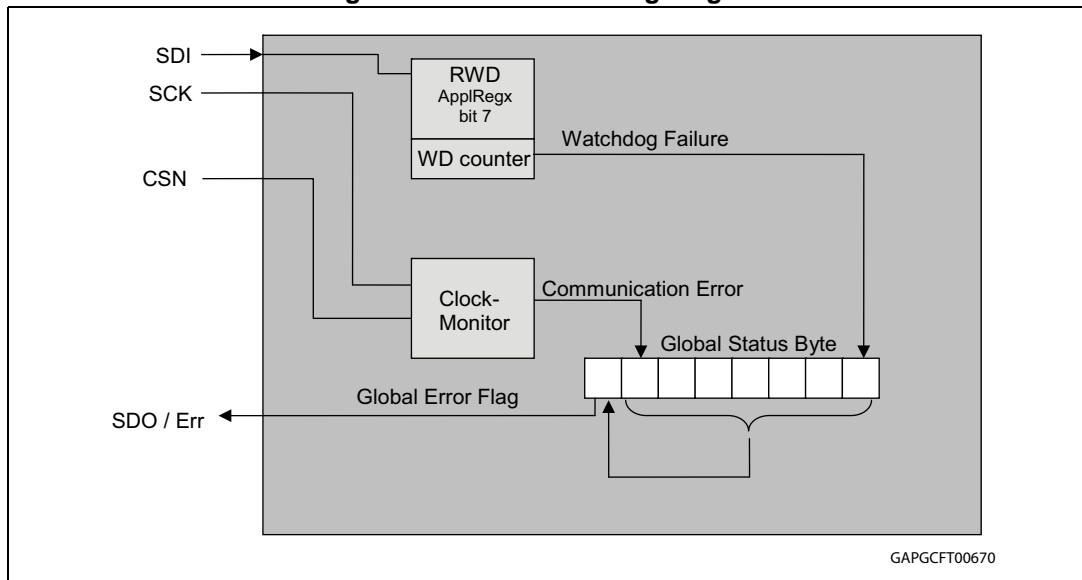 SDI
SCK
CSN
RWD
ApplRegx
bit 7
WD counter
Watchdog Failure
Clock-
Monitor
Communication Error
Global Status Byte
Global Error Flag
SDO / Err
GAPGCFT00670